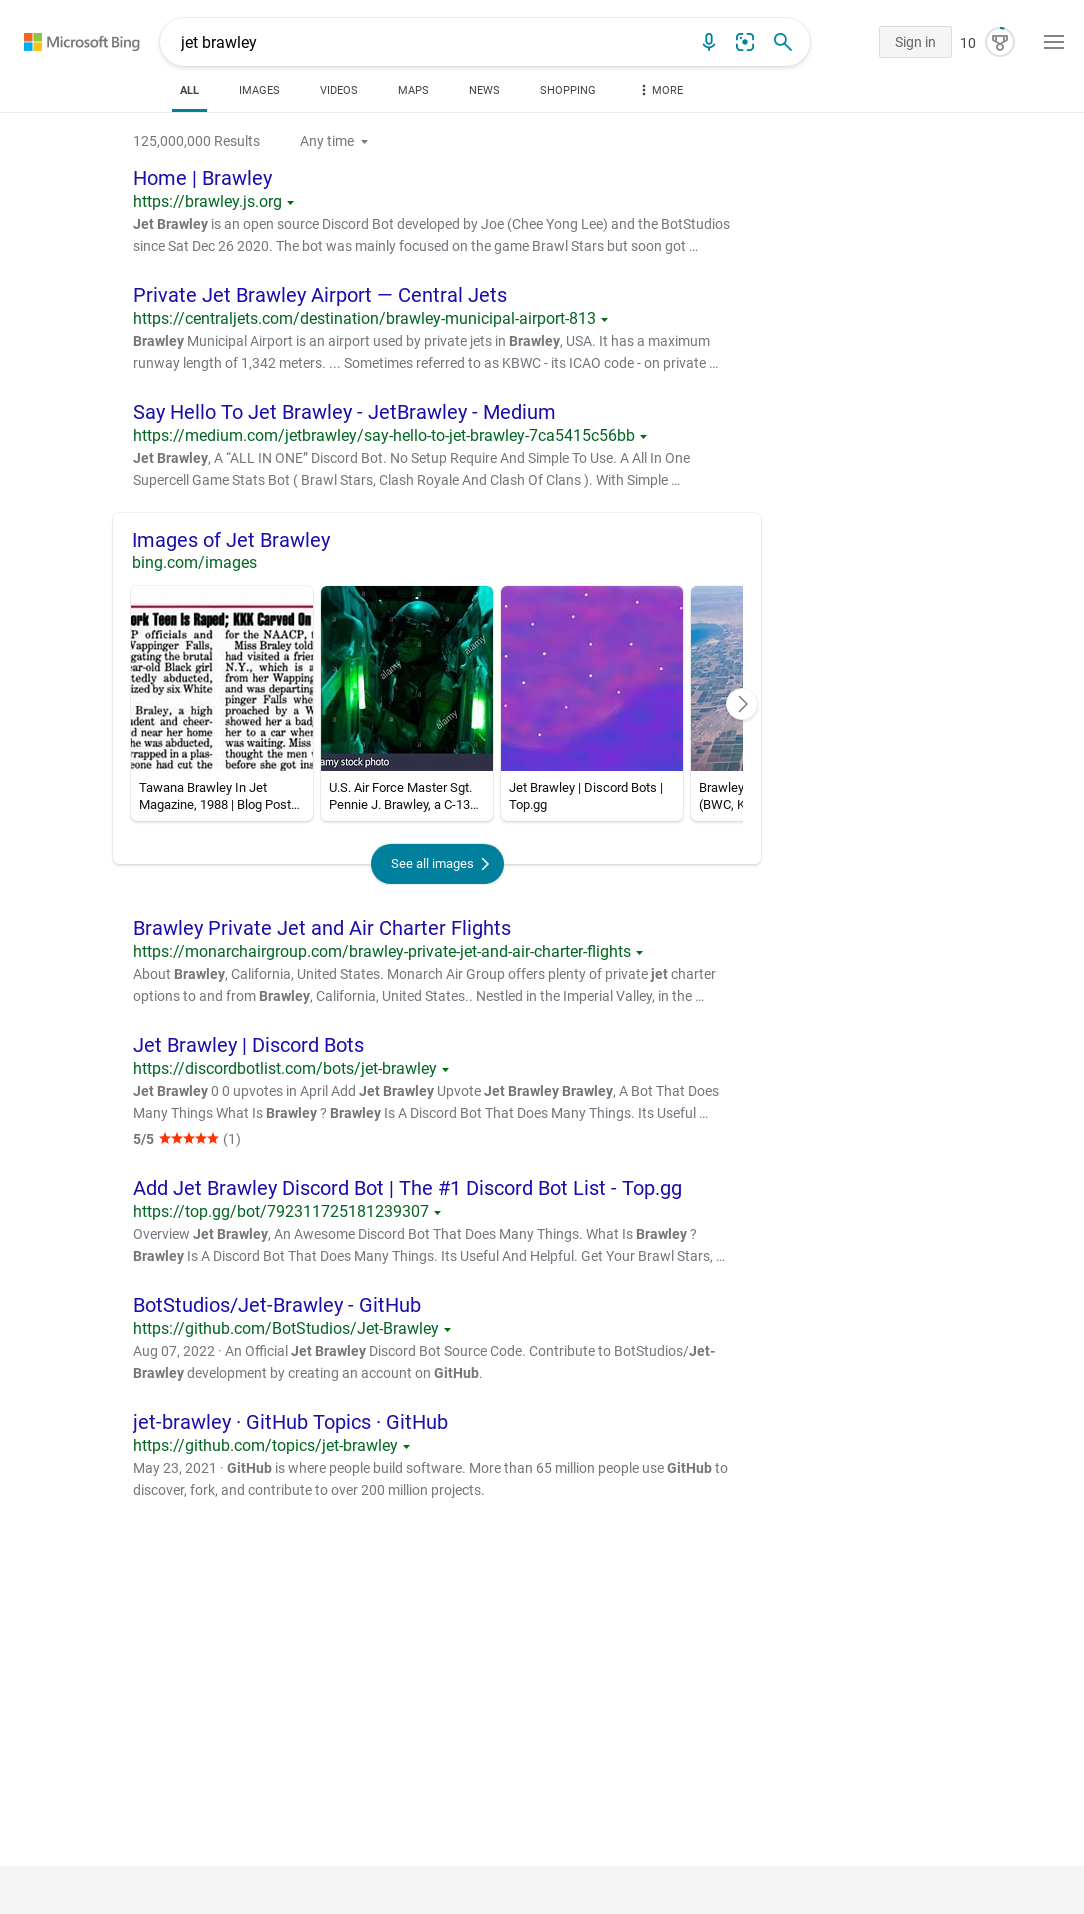 Microsoft Bing
jet brawley
Sign in
10
ALL
IMAGES
VIDEOS
MAPS
NEWS
SHOPPING
MORE
125,000,000 Results
Any time
Home | Brawley
https://brawley.js.org
Jet Brawley is an open source Discord Bot developed by Joe (Chee Yong Lee) and the BotStudios
since Sat Dec 26 2020. The bot was mainly focused on the game Brawl Stars but soon got …
Private Jet Brawley Airport — Central Jets
https://centraljets.com/destination/brawley-municipal-airport-813
Brawley Municipal Airport is an airport used by private jets in Brawley, USA. It has a maximum
runway length of 1,342 meters. ... Sometimes referred to as KBWC - its ICAO code - on private …
Say Hello To Jet Brawley - JetBrawley - Medium
https://medium.com/jetbrawley/say-hello-to-jet-brawley-7ca5415c56bb
Jet Brawley, A “ALL IN ONE” Discord Bot. No Setup Require And Simple To Use. A All In One
Supercell Game Stats Bot ( Brawl Stars, Clash Royale And Clash Of Clans ). With Simple …
Images of Jet Brawley
bing.com/images
ork Teen Is Raped; KKK Carved On
P officials and
Wappinger Falls,
gating the brutal
ear-old Black girl
tedly abducted,
ized by six White
Braley, a high
udent and cheer-
d near her home
he was abducted,
wrapped in a plas-
eone had cut the
for the NAACP, f
Miss Braley told
had visited a frie
N.Y., which is a
from her Wapping
and was departing
pinger Falls whe
proached by a W
showed her a bad
her to a car wher
was waiting. Miss
thought the men
before she got ins
alamy
alamy
alamy
amy stock photo
Tawana Brawley In Jet
Magazine, 1988 | Blog Post…
U.S. Air Force Master Sgt.
Pennie J. Brawley, a C-13…
Jet Brawley | Discord Bots |
Top.gg
Brawley
(BWC, K
See all images
Brawley Private Jet and Air Charter Flights
https://monarchairgroup.com/brawley-private-jet-and-air-charter-flights
About Brawley, California, United States. Monarch Air Group offers plenty of private jet charter
options to and from Brawley, California, United States.. Nestled in the Imperial Valley, in the …
Jet Brawley | Discord Bots
https://discordbotlist.com/bots/jet-brawley
Jet Brawley 0 0 upvotes in April Add Jet Brawley Upvote Jet Brawley Brawley, A Bot That Does
Many Things What Is Brawley ? Brawley Is A Discord Bot That Does Many Things. Its Useful …
5/5 ★★★★★ (1)
Add Jet Brawley Discord Bot | The #1 Discord Bot List - Top.gg
https://top.gg/bot/792311725181239307
Overview Jet Brawley, An Awesome Discord Bot That Does Many Things. What Is Brawley ?
Brawley Is A Discord Bot That Does Many Things. Its Useful And Helpful. Get Your Brawl Stars, …
BotStudios/Jet-Brawley - GitHub
https://github.com/BotStudios/Jet-Brawley
Aug 07, 2022 · An Official Jet Brawley Discord Bot Source Code. Contribute to BotStudios/Jet-
Brawley development by creating an account on GitHub.
jet-brawley · GitHub Topics · GitHub
https://github.com/topics/jet-brawley
May 23, 2021 · GitHub is where people build software. More than 65 million people use GitHub to
discover, fork, and contribute to over 200 million projects.